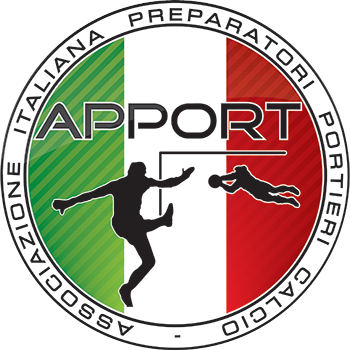 ASSOCIAZIONE ITALIANA PREPARATORI PORTIERI CALCIO -
APPORT